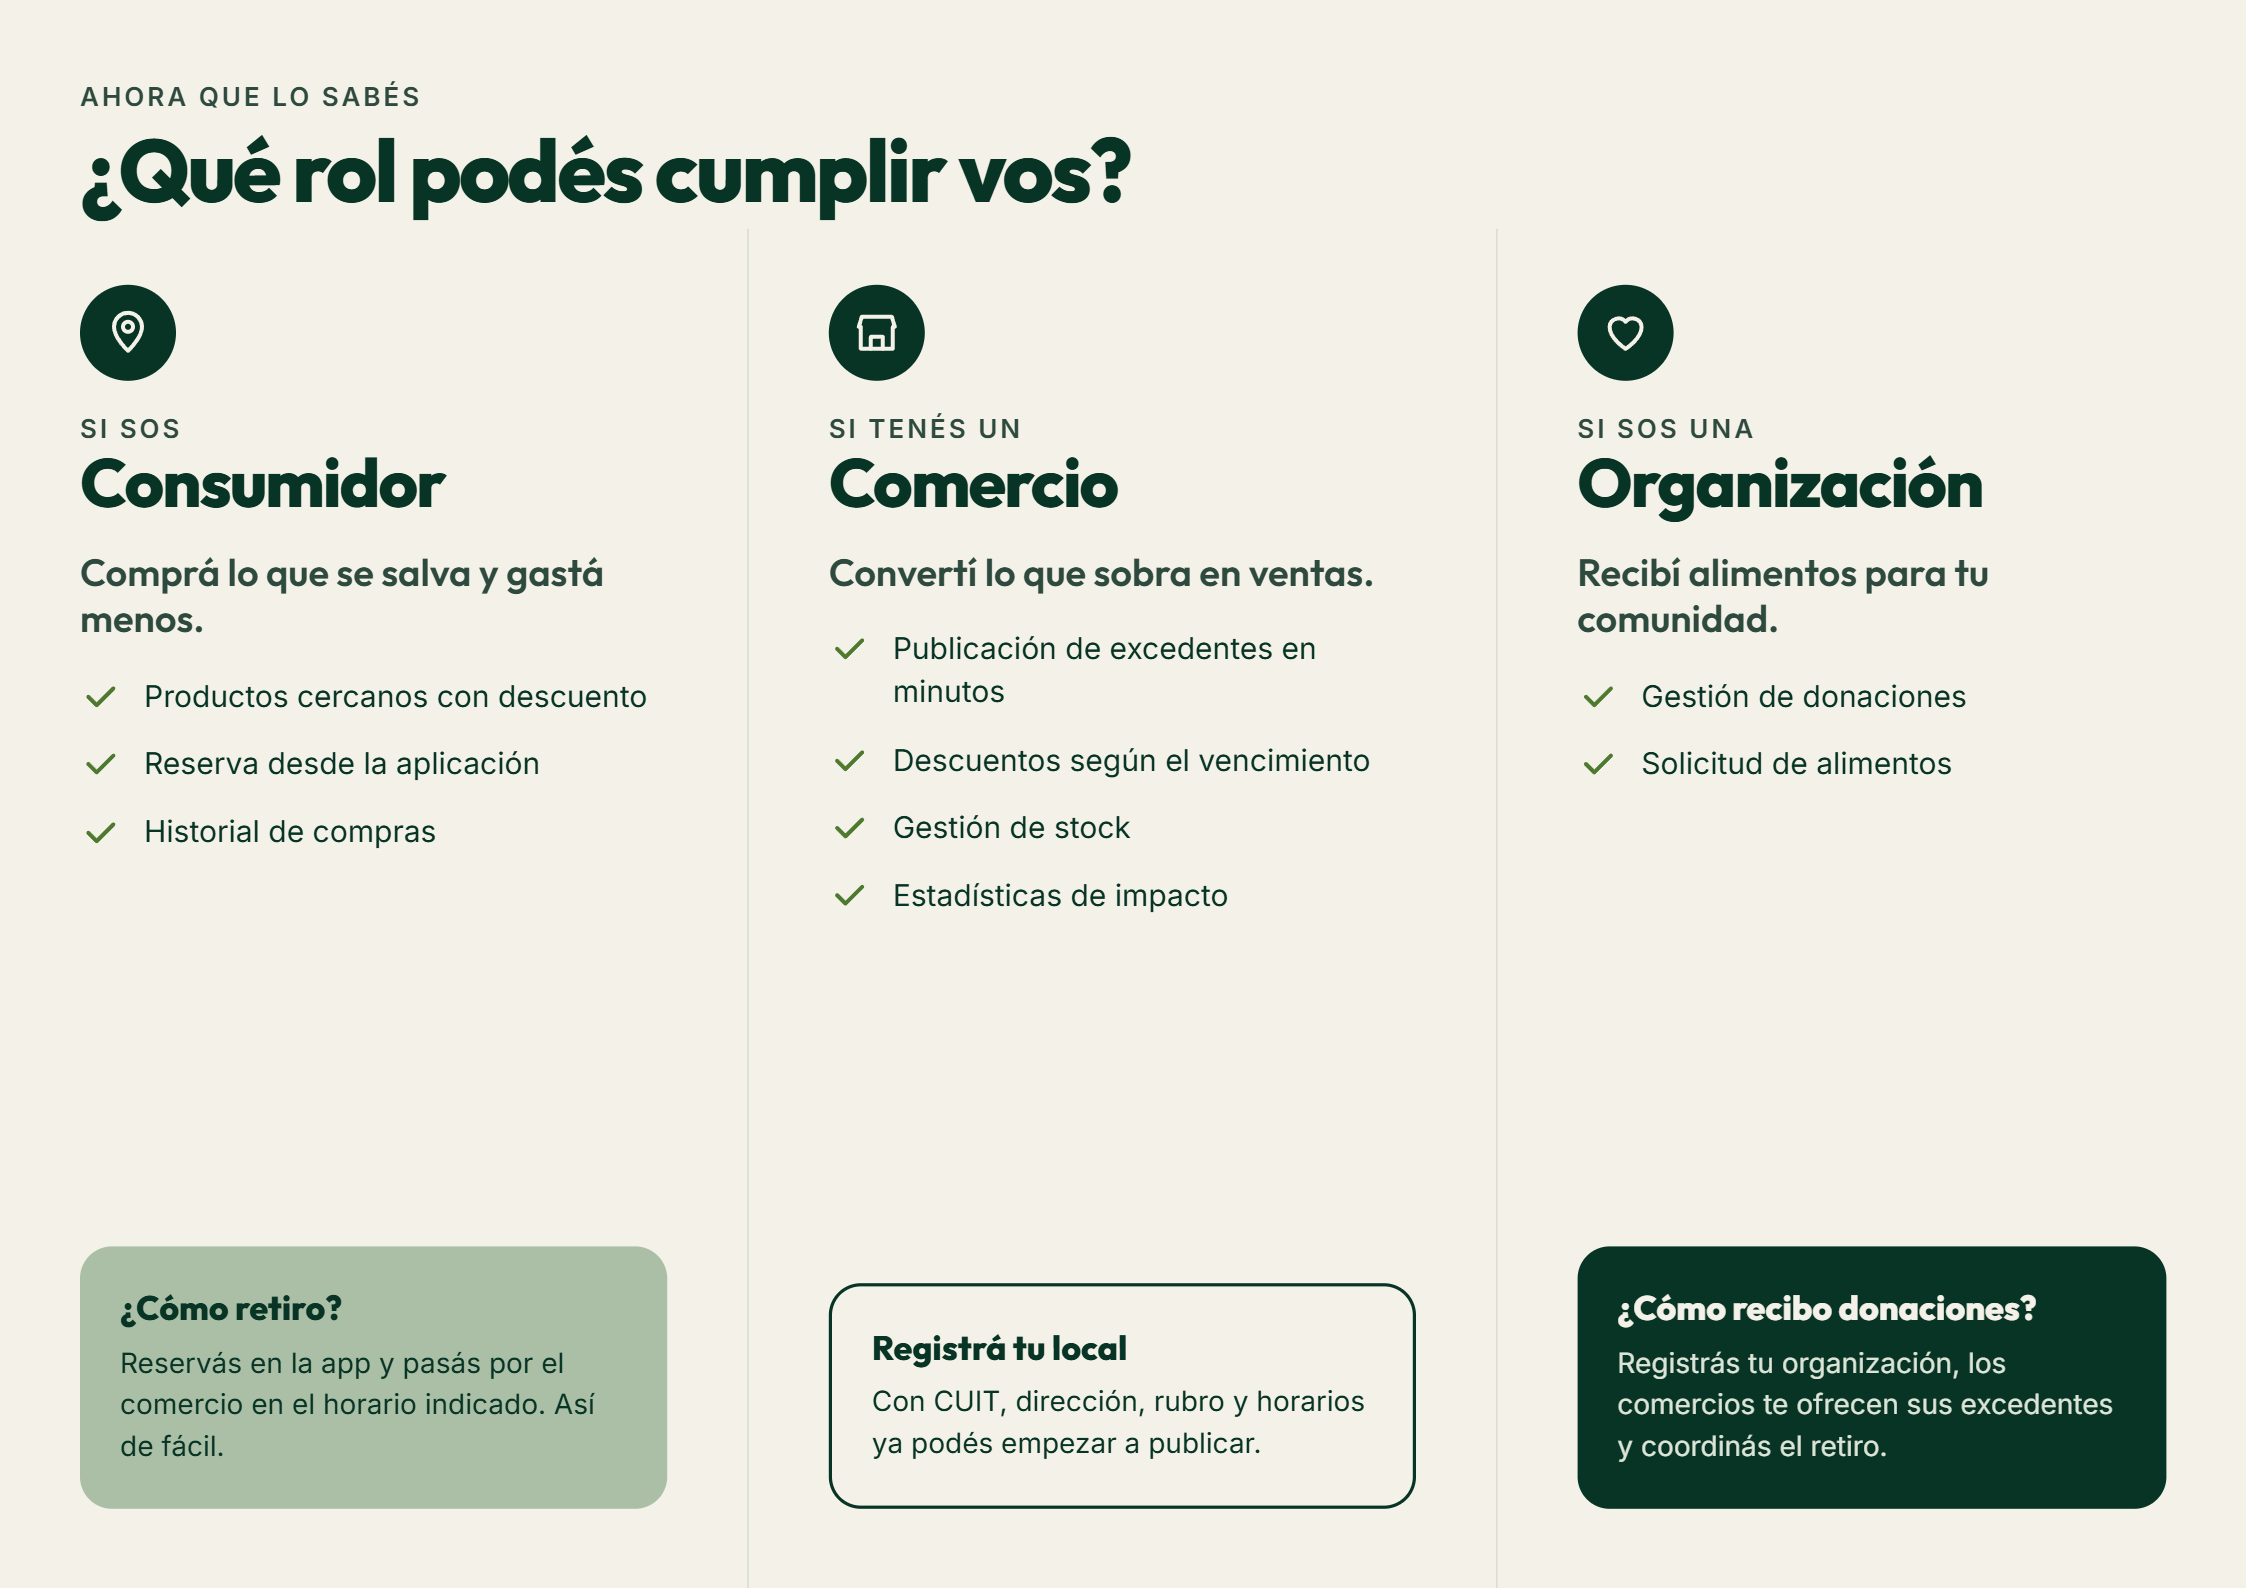 AHORA QUE LO SABÉS
¿Qué rol podés cumplir vos?
SI SOS
Consumidor
Comprá lo que se salva y gastá
menos.
Productos cercanos con descuento
Reserva desde la aplicación
Historial de compras
¿Cómo retiro?
Reservás en la app y pasás por el
comercio en el horario indicado. Así
de fácil.
SI TENÉS UN
Comercio
Convertí lo que sobra en ventas.
Publicación de excedentes en
minutos
Descuentos según el vencimiento
Gestión de stock
Estadísticas de impacto
Registrá tu local
Con CUIT, dirección, rubro y horarios
ya podés empezar a publicar.
SI SOS UNA
Organización
Recibí alimentos para tu
comunidad.
Gestión de donaciones
Solicitud de alimentos
¿Cómo recibo donaciones?
Registrás tu organización, los
comercios te ofrecen sus excedentes
y coordinás el retiro.